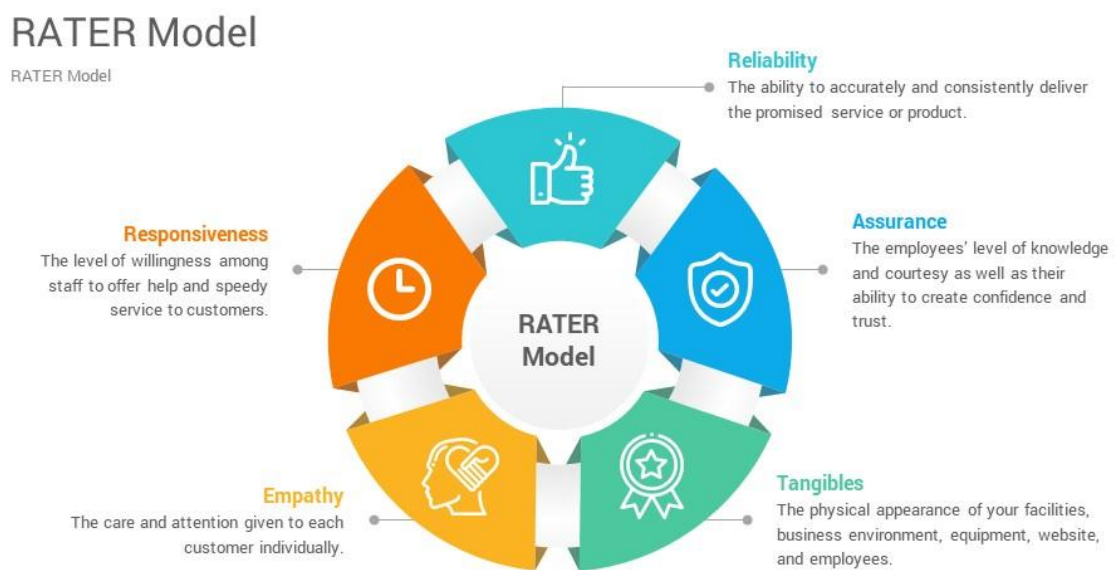 RATER Model
RATER Model
Reliability
The ability to accurately and consistently deliver
the promised service or product.
Assurance
The employees' level of knowledge
and courtesy as well as their
ability to create confidence and
trust.
Tangibles
The physical appearance of your facilities,
business environment, equipment, website,
and employees.
Empathy
The care and attention given to each
customer individually.
Responsiveness
The level of willingness among
staff to offer help and speedy
service to customers.
RATER
Model